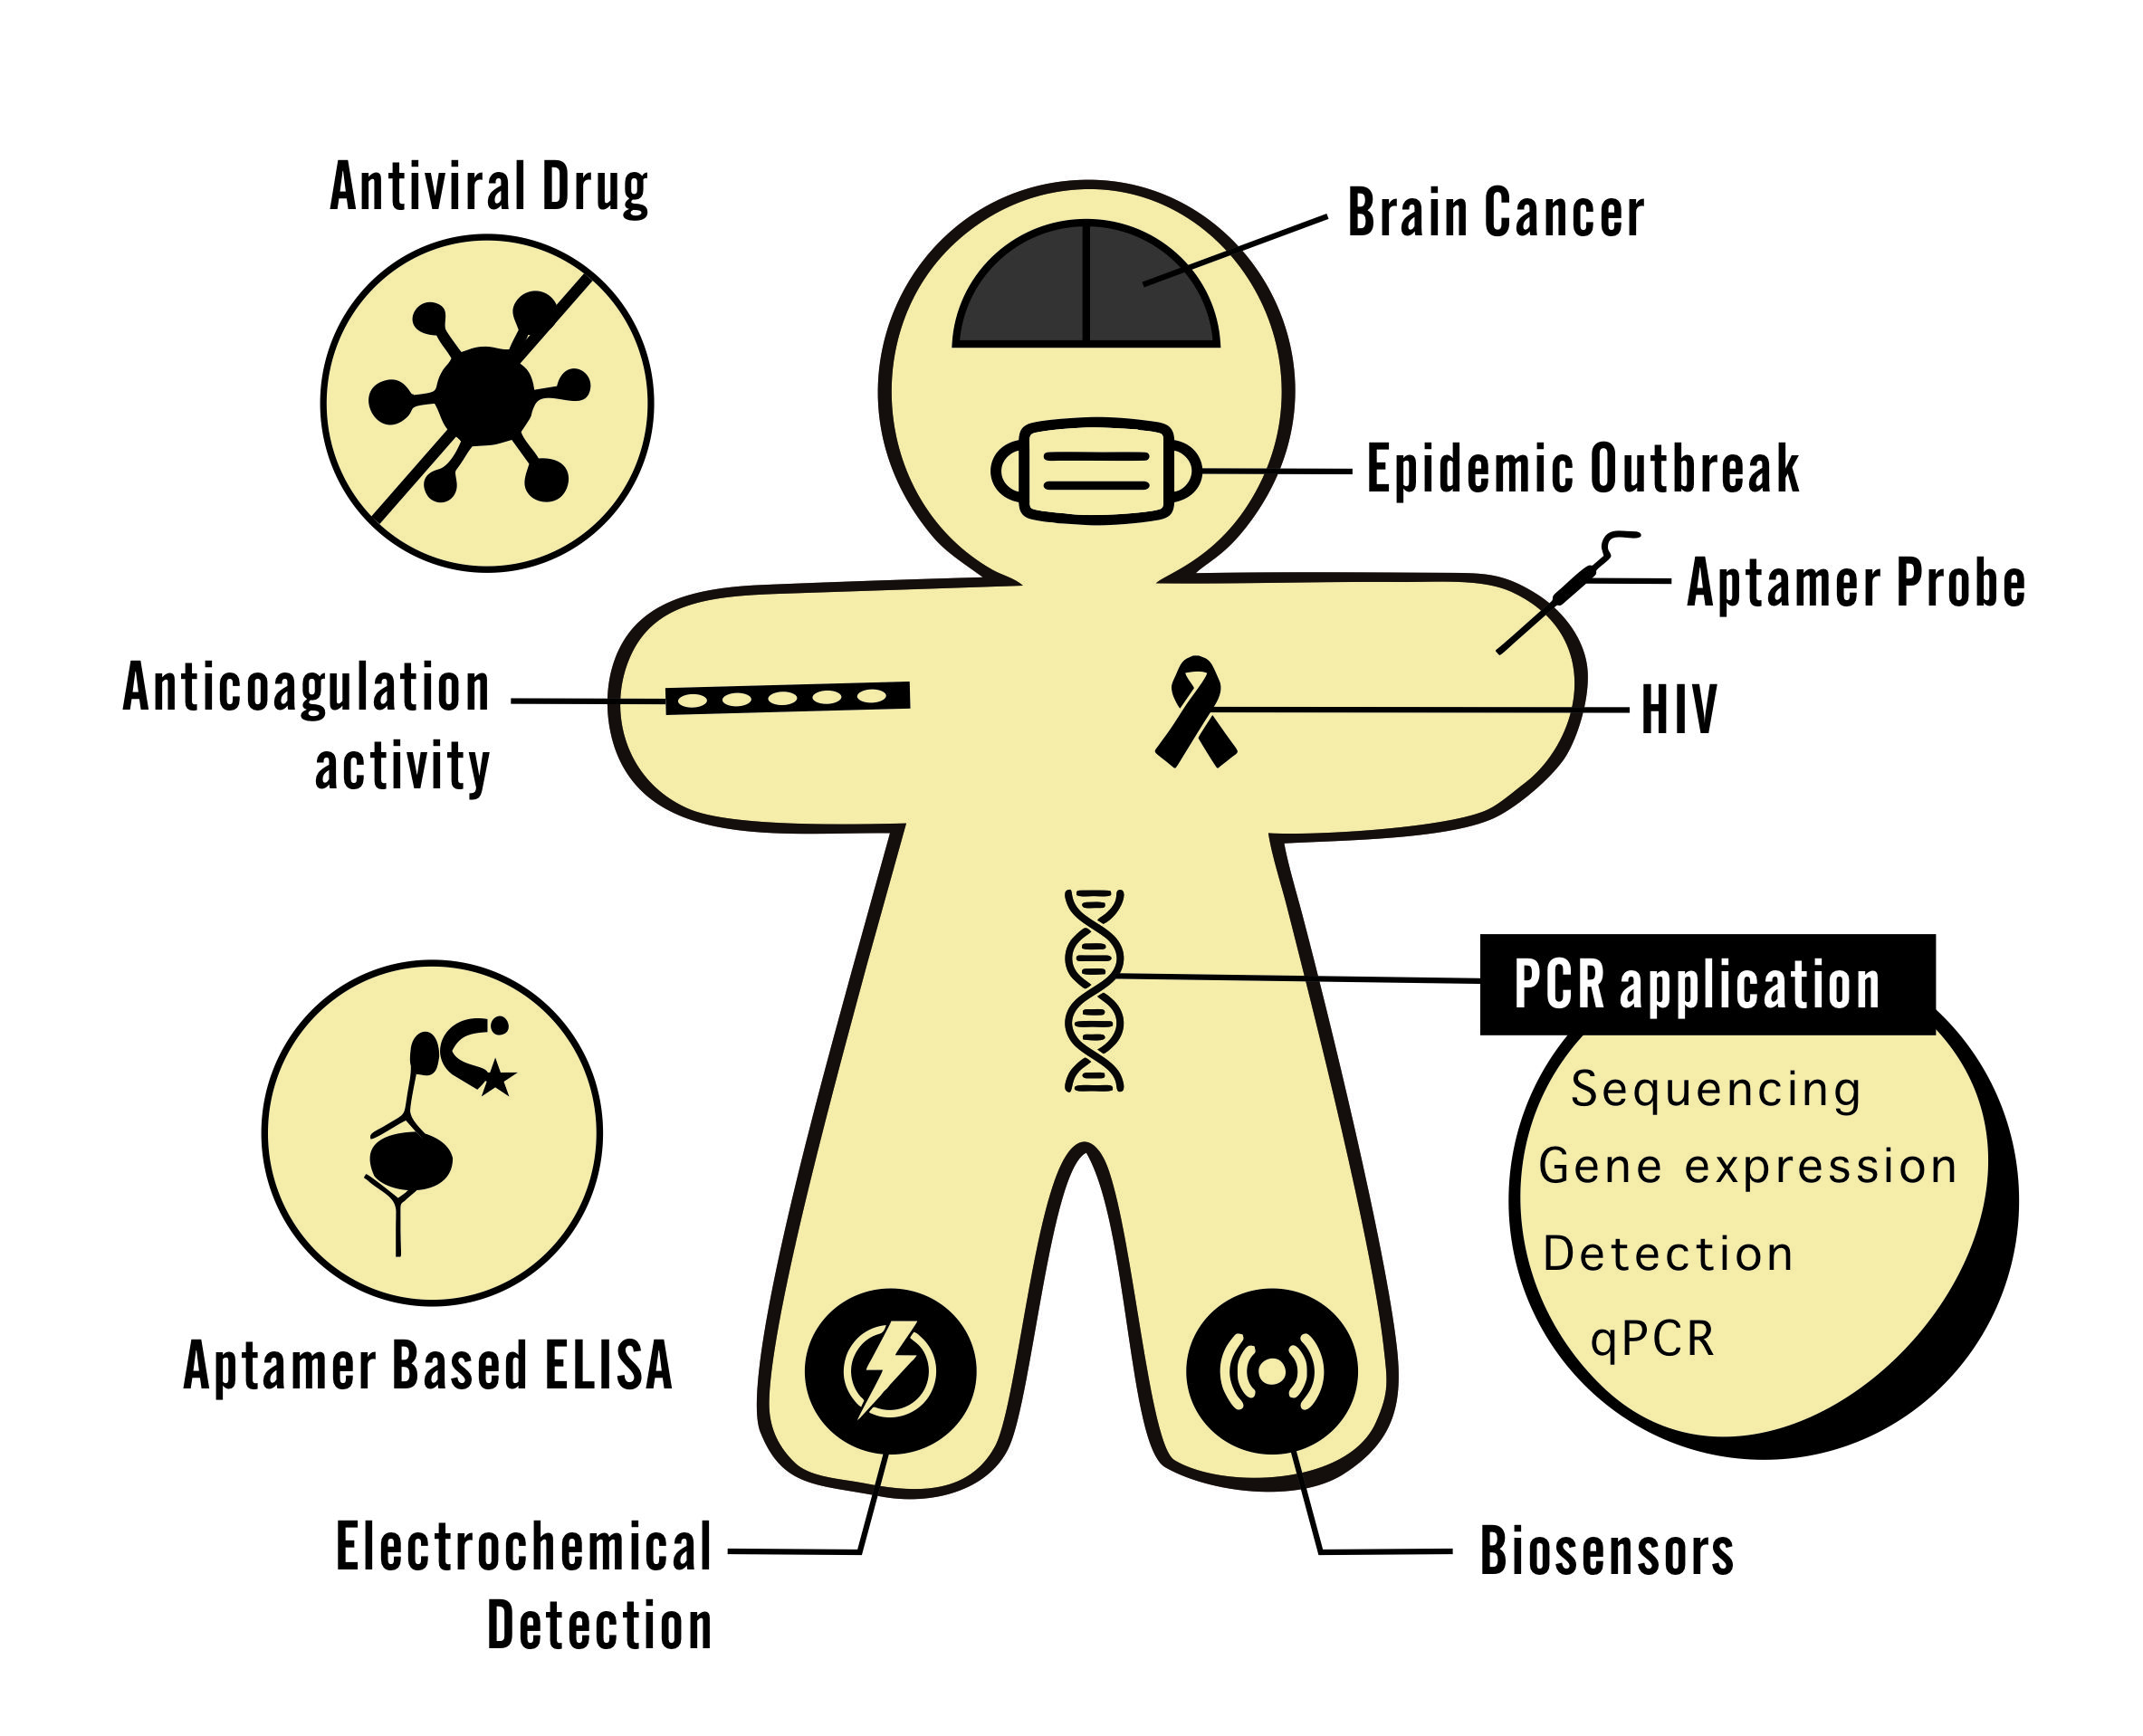 Antiviral Drug
Brain Cancer
Epidemic Outbreak
Aptamer Probe
Anticoagulation
activity
HIV
PCR application
Sequencing
Gene expression
Detection
qPCR
Aptamer Based ELISA
Electrochemical
Detection
Biosensors